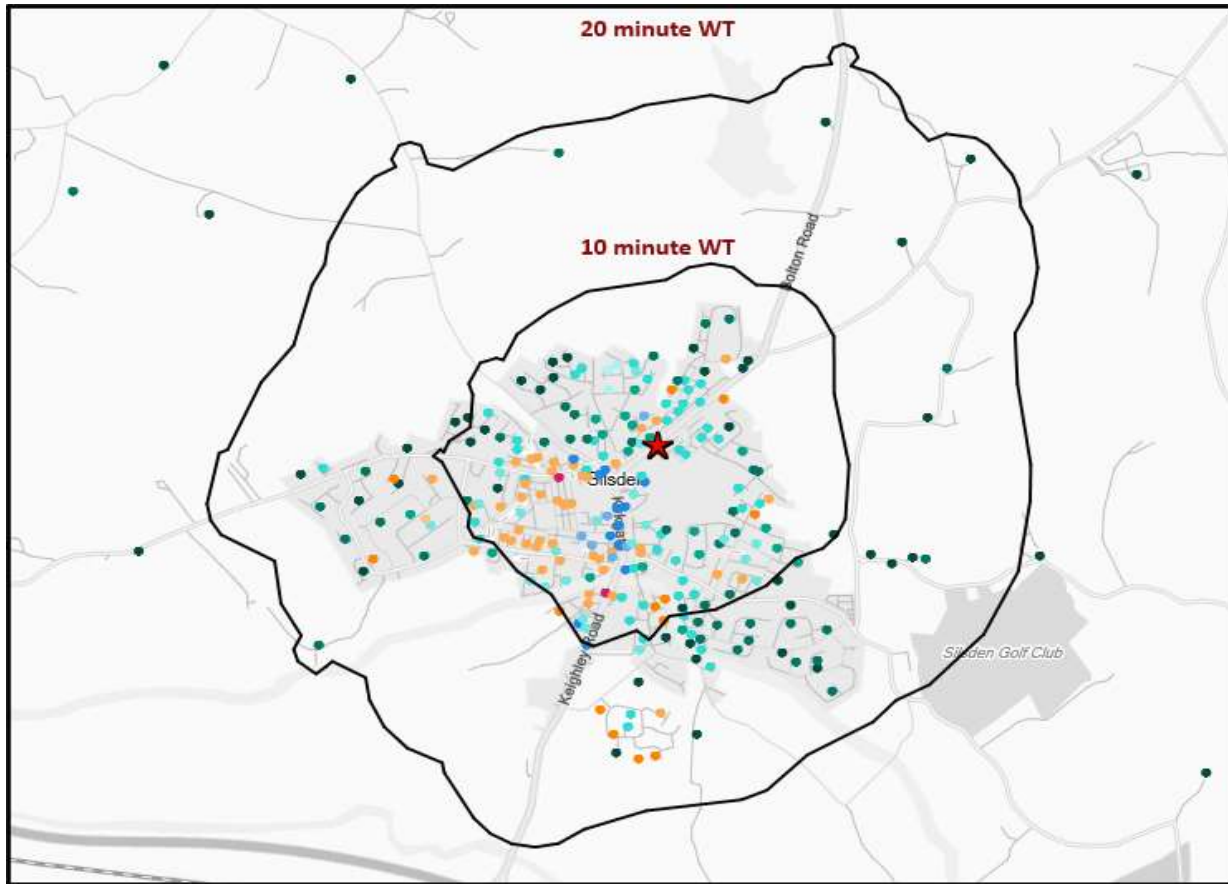 20 minute WT
10 minute WT
Bolton Road
Keighley Road
Silsden Golf Club